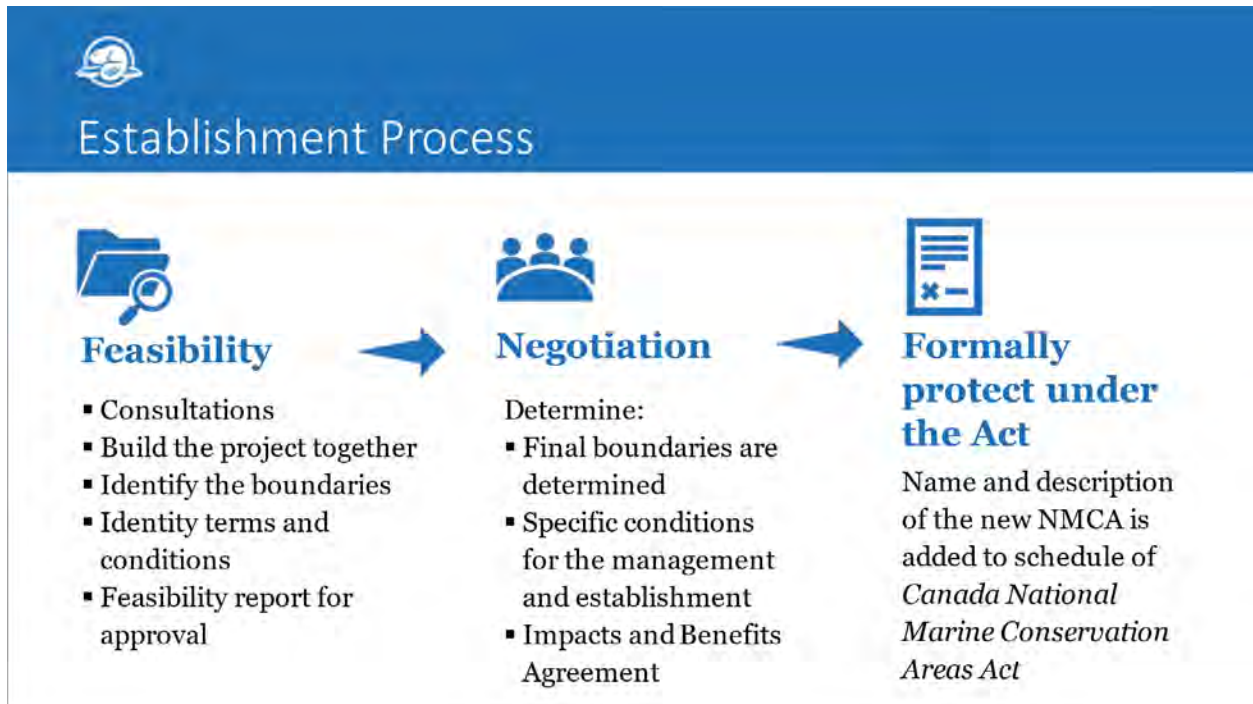 Establishment Process
Feasibility
▪ Consultations
▪ Build the project together
▪ Identify the boundaries
▪ Identity terms and
conditions
▪ Feasibility report for
approval
Negotiation
Determine:
▪ Final boundaries are
determined
▪ Specific conditions
for the management
and establishment
▪ Impacts and Benefits
Agreement
Formally
protect under
the Act
Name and description
of the new NMCA is
added to schedule of
Canada National
Marine Conservation
Areas Act